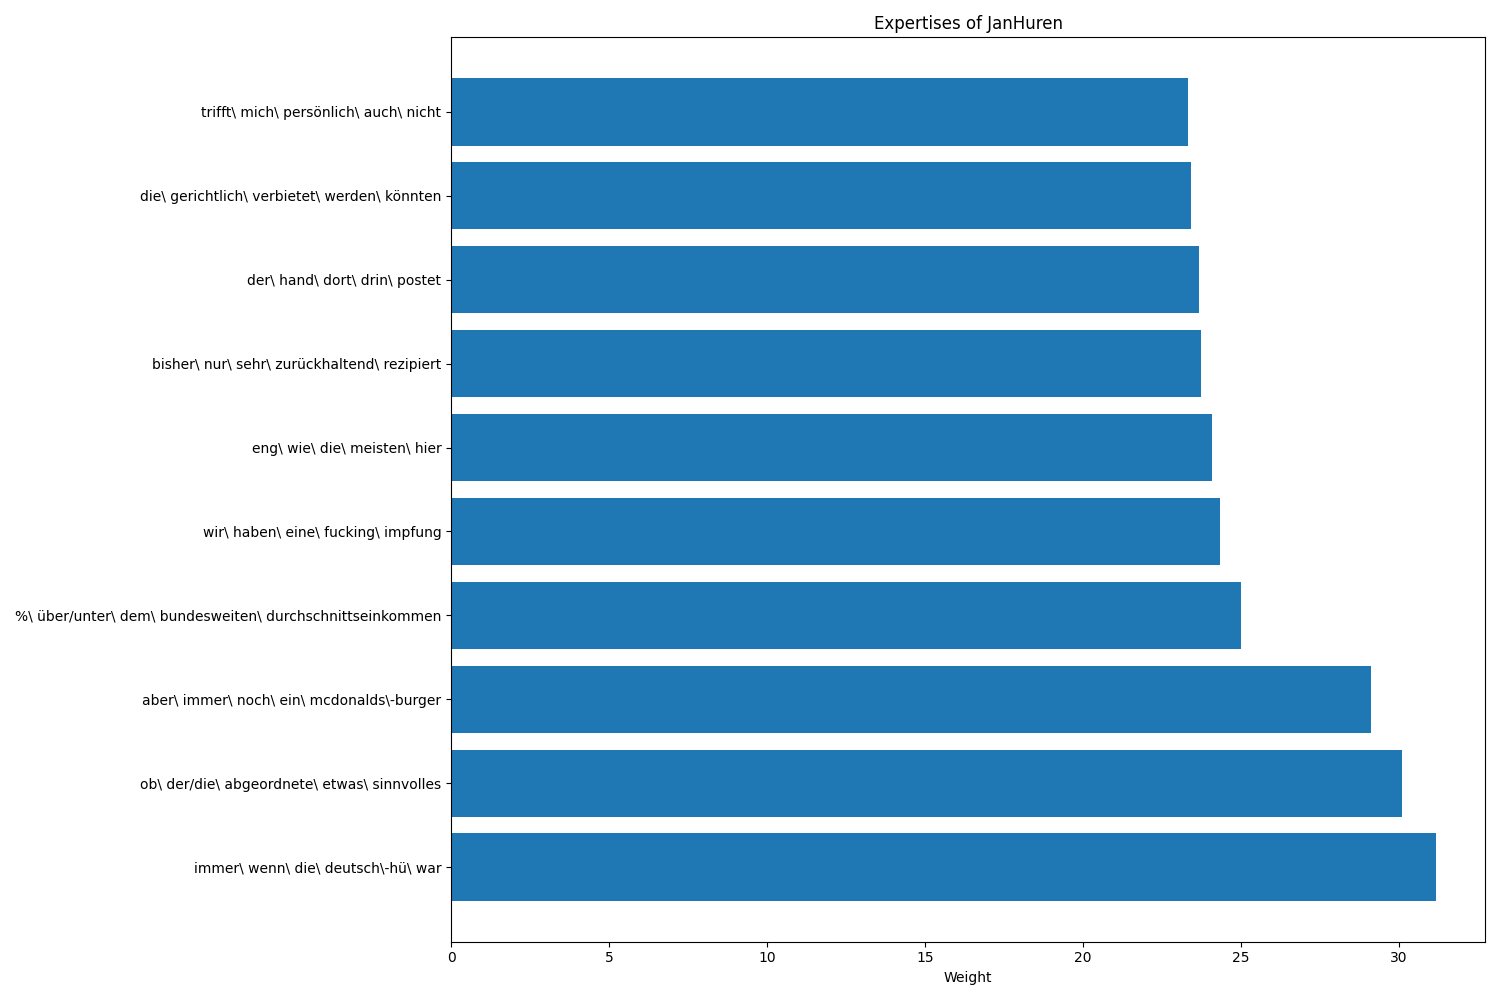 Expertises of JanHuren
trifft\ mich\ persönlich\ auch\ nicht
die\ gerichtlich\ verbietet\ werden\ könnten
der\ hand\ dort\ drin\ postet
bisher\ nur\ sehr\ zurückhaltend\ rezipiert
eng\ wie\ die\ meisten\ hier
wir\ haben\ eine\ fucking\ impfung
%\ über/unter\ dem\ bundesweiten\ durchschnittseinkommen
aber\ immer\ noch\ ein\ mcdonalds\-burger
ob\ der/die\ abgeordnete\ etwas\ sinnvolles
immer\ wenn\ die\ deutsch\-hü\ war
0 5 10 15 20 25 30
Weight